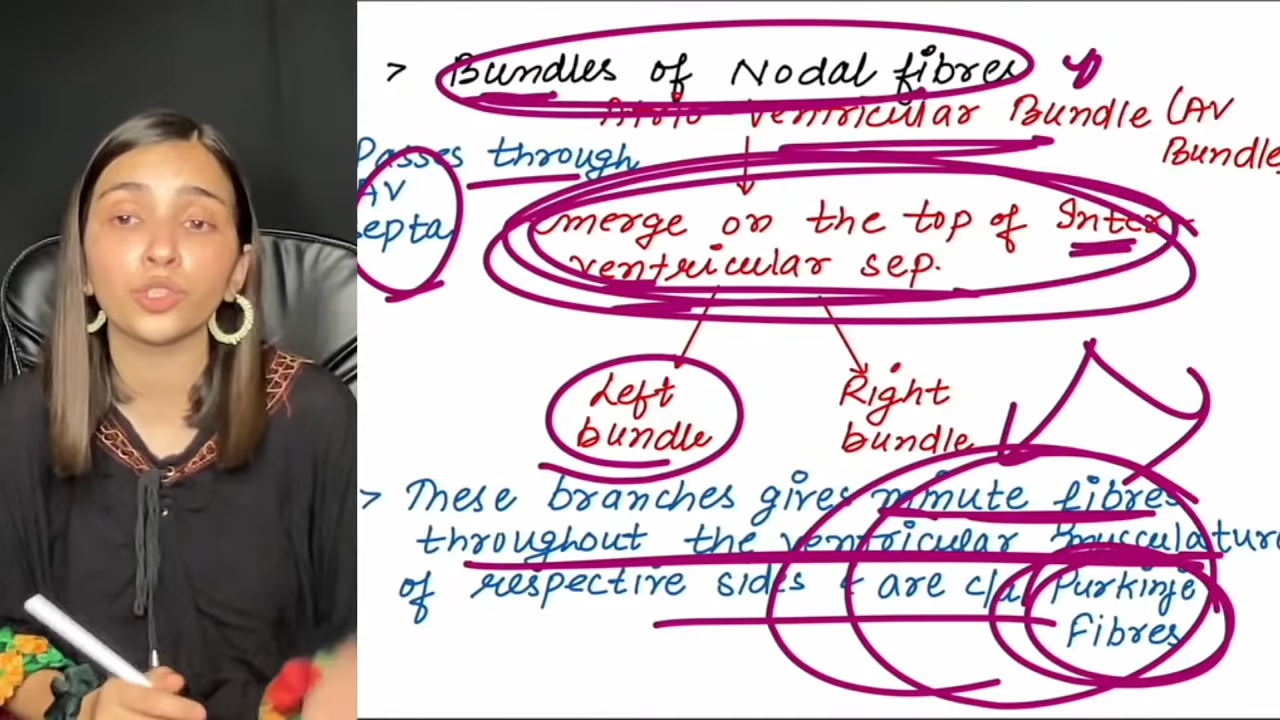 > Bundles of Nodal fibres
Atrio ventricular Bundle (AV
Bundle
Passes through
AV
septa
emerge on the top of Inter
ventricular sep.
Left
bundle
Right
bundle
> These branches gives minute fibres
throughout the ventricular musculature
of respective sides & are c/d Purkinje
Fibres